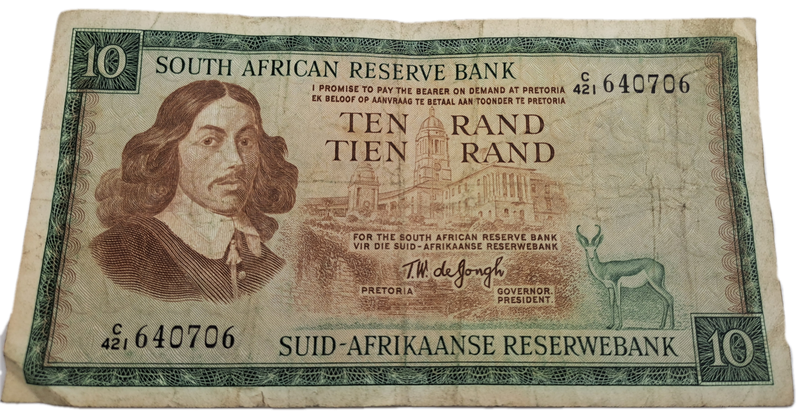 10
SOUTH AFRICAN RESERVE BANK
I PROMISE TO PAY THE BEARER ON DEMAND AT PRETORIA
EK BELOOF OP AANVRAAG TE BETAAL AAN TOONDER TE PRETORIA
C/421 640706
TEN RAND
TIEN RAND
FOR THE SOUTH AFRICAN RESERVE BANK
VIR DIE SUID-AFRIKAANSE RESERWEBANK
T.W. de Jongh
PRETORIA
GOVERNOR.
PRESIDENT.
C/421 640706
SUID-AFRIKAANSE RESERWEBANK
10